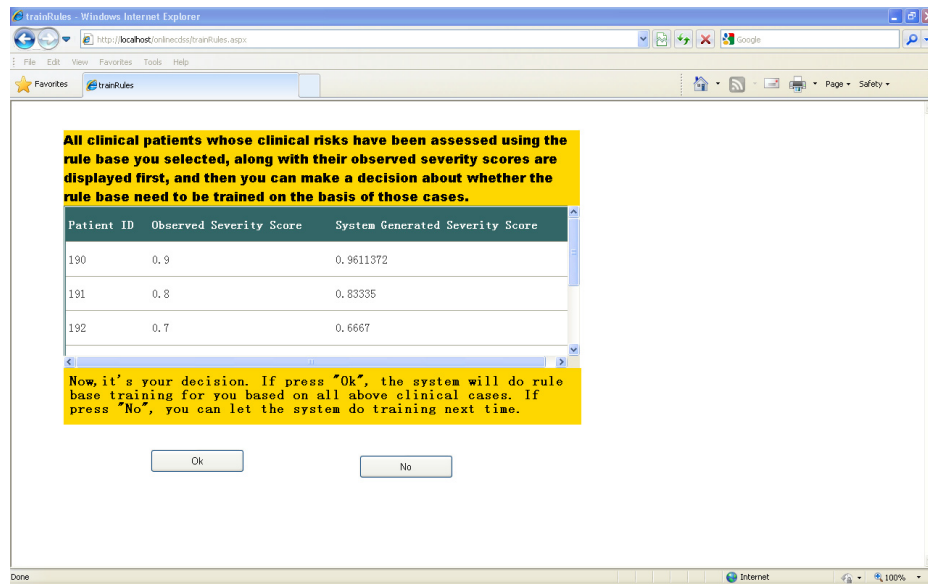 trainRules - Windows Internet Explorer
http://localhost/onlinecdss/trainRules.aspx
Google
File Edit View Favorites Tools Help
Favorites trainRules Page Safety
All clinical patients whose clinical risks have been assessed using the
rule base you selected, along with their observed severity scores are
displayed first, and then you can make a decision about whether the
rule base need to be trained on the basis of those cases.
Patient ID Observed Severity Score System Generated Severity Score
190 0.9 0.9611372
191 0.8 0.83335
192 0.7 0.6667
Now,it's your decision. If press "Ok", the system will do rule
base training for you based on all above clinical cases. If
press "No", you can let the system do training next time.
Ok
No
Done Internet 100%